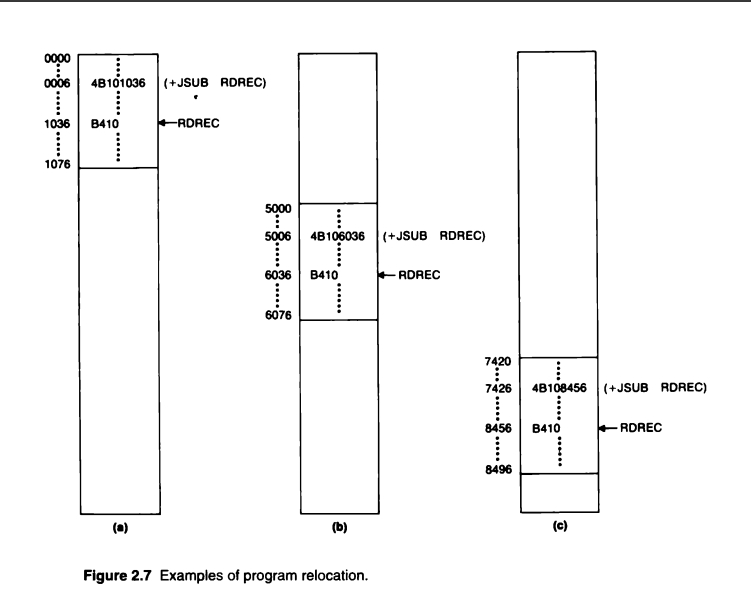 0000
0006 4B101036 (+JSUB RDREC)
1036 B410 RDREC
1076
(a)
5000
5006 4B106036 (+JSUB RDREC)
6036 B410 RDREC
6076
(b)
7420
7426 4B108456 (+JSUB RDREC)
8456 B410 RDREC
8496
(c)
Figure 2.7 Examples of program relocation.